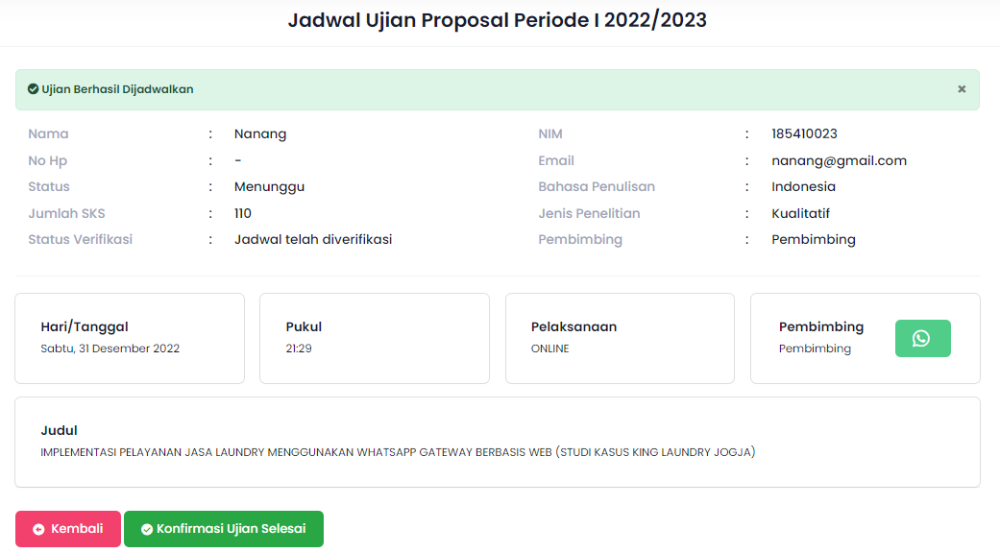 Jadwal Ujian Proposal Periode I 2022/2023
Ujian Berhasil Dijadwalkan ×
Nama : Nanang NIM : 185410023
No Hp : - Email : nanang@gmail.com
Status : Menunggu Bahasa Penulisan : Indonesia
Jumlah SKS : 110 Jenis Penelitian : Kualitatif
Status Verifikasi : Jadwal telah diverifikasi Pembimbing : Pembimbing
Hari/Tanggal Pukul Pelaksanaan Pembimbing
Sabtu, 31 Desember 2022 21:29 ONLINE Pembimbing
Judul
IMPLEMENTASI PELAYANAN JASA LAUNDRY MENGGUNAKAN WHATSAPP GATEWAY BERBASIS WEB (STUDI KASUS KING LAUNDRY JOGJA)
Kembali Konfirmasi Ujian Selesai